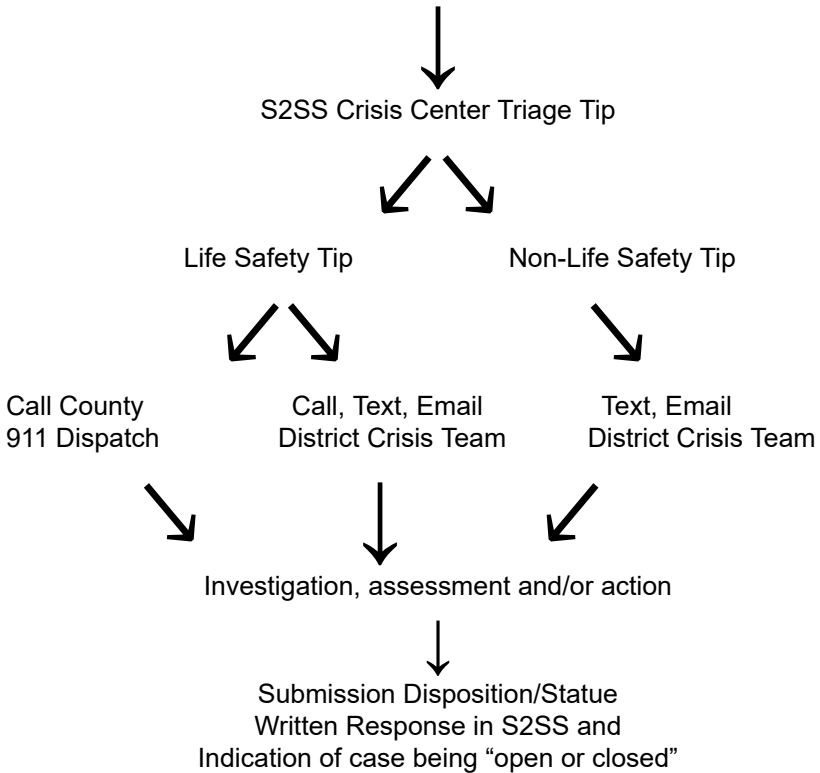 S2SS Crisis Center Triage Tip
Life Safety Tip
Non-Life Safety Tip
Call County
911 Dispatch
Call, Text, Email
District Crisis Team
Text, Email
District Crisis Team
Investigation, assessment and/or action
Submission Disposition/Statue
Written Response in S2SS and
Indication of case being “open or closed”